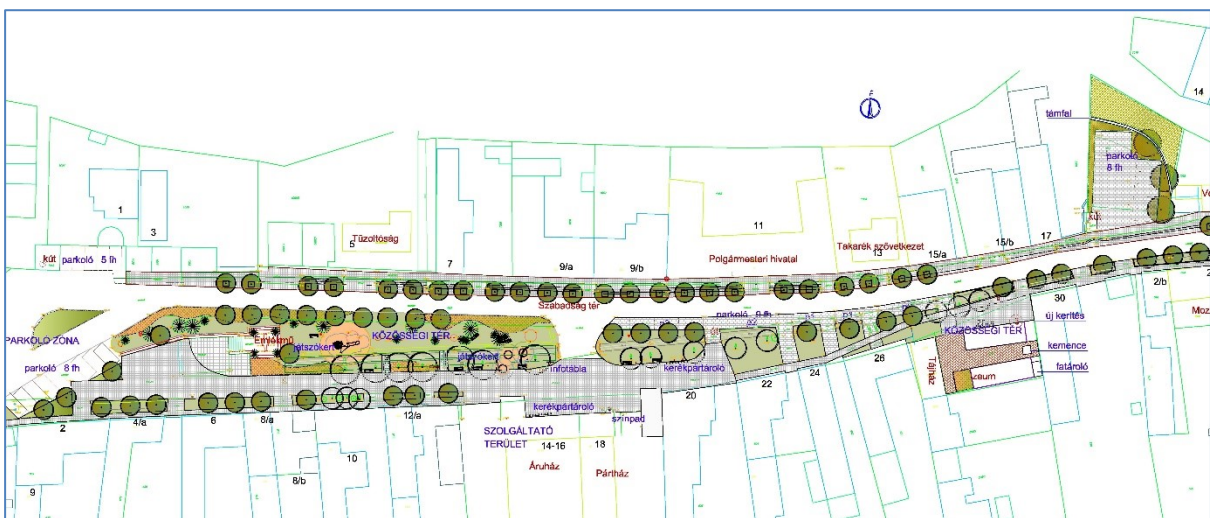 14
támfal
parkoló
8 fh
1
3
kút
kút parkoló 5 fh
5
Tűzoltóság
7
9/a
9/b
11
Polgármesteri hivatal
Takarék szövetkezet
13
15/a
15/b
17
Szabadság tér
PARKOLÓ ZÓNA
parkoló 8 fh
Emlékmű
játszókert
KÖZÖSSÉGI TÉR
infotábla
parkoló 9 fh
kerékpártároló
KÖZÖSSÉGI TÉR
30
2/b
új kerítés
kemence
fatároló
Tájház
2
4/a
6
8/a
12/a
kerékpártároló
színpad
20
22
24
26
SZOLGÁLTATÓ
TERÜLET
14-16
18
Áruház
Pártház
10
8/b
9